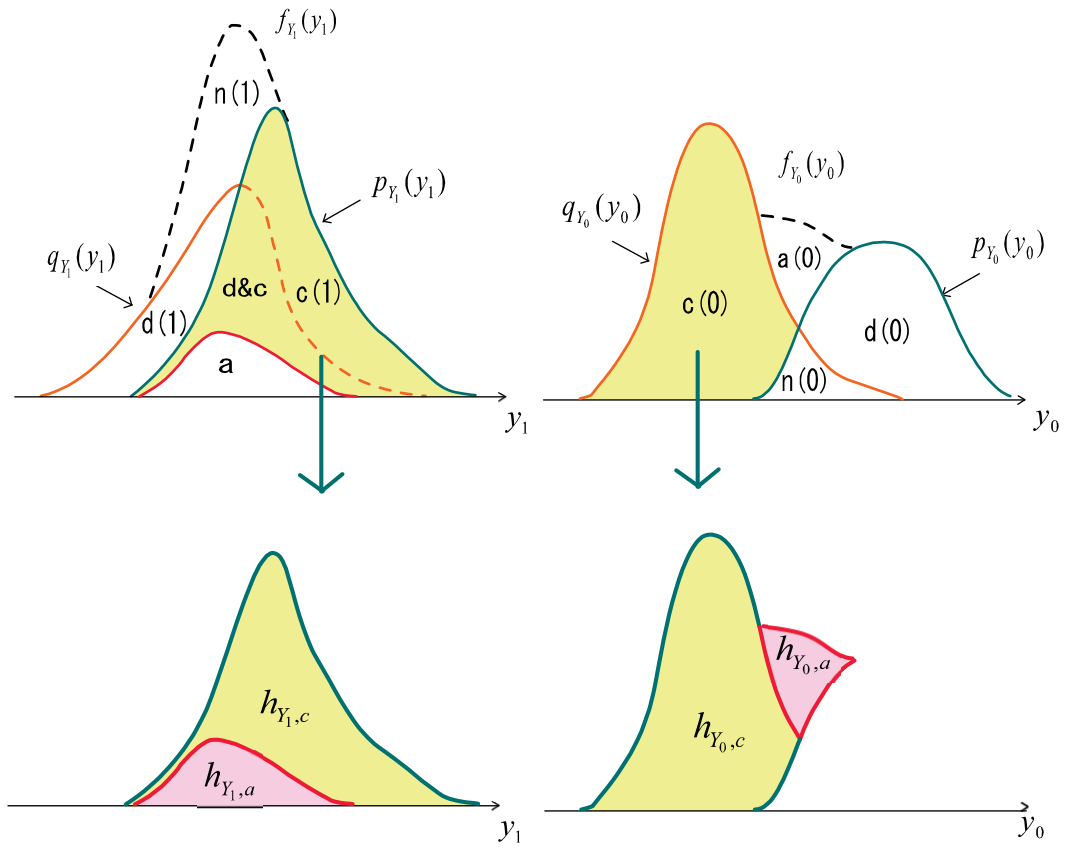 f_{Y_1}(y_1)
n(1)
p_{Y_1}(y_1)
q_{Y_1}(y_1)
d&c
c(1)
d(1)
a
y_1
f_{Y_0}(y_0)
q_{Y_0}(y_0)
a(0)
p_{Y_0}(y_0)
c(0)
d(0)
n(0)
y_0
h_{Y_1,c}
h_{Y_1,a}
y_1
h_{Y_0,a}
h_{Y_0,c}
y_0